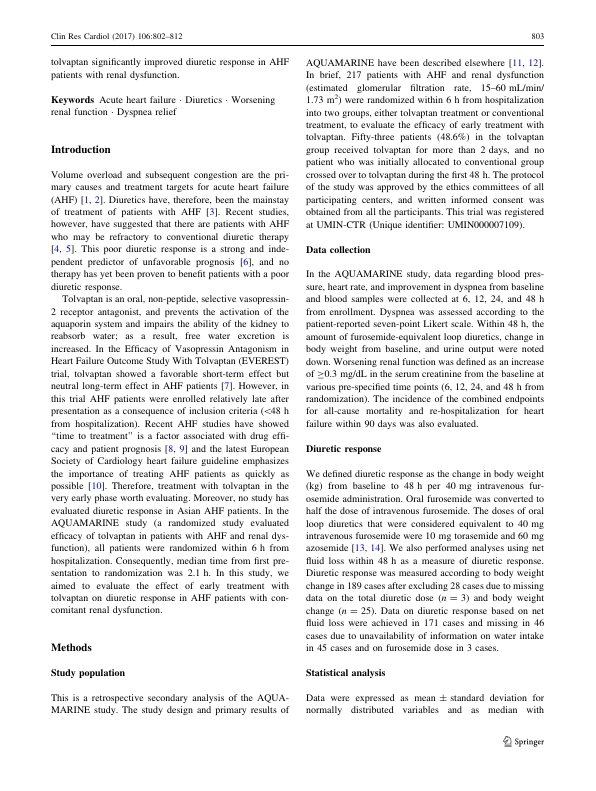 Clin Res Cardiol (2017) 106:802–812
803
tolvaptan significantly improved diuretic response in AHF
patients with renal dysfunction.
Keywords Acute heart failure · Diuretics · Worsening
renal function · Dyspnea relief
Introduction
Volume overload and subsequent congestion are the pri-
mary causes and treatment targets for acute heart failure
(AHF) [1, 2]. Diuretics have, therefore, been the mainstay
of treatment of patients with AHF [3]. Recent studies,
however, have suggested that there are patients with AHF
who may be refractory to conventional diuretic therapy
[4, 5]. This poor diuretic response is a strong and inde-
pendent predictor of unfavorable prognosis [6], and no
therapy has yet been proven to benefit patients with a poor
diuretic response.
Tolvaptan is an oral, non-peptide, selective vasopressin-
2 receptor antagonist, and prevents the activation of the
aquaporin system and impairs the ability of the kidney to
reabsorb water; as a result, free water excretion is
increased. In the Efficacy of Vasopressin Antagonism in
Heart Failure Outcome Study With Tolvaptan (EVEREST)
trial, tolvaptan showed a favorable short-term effect but
neutral long-term effect in AHF patients [7]. However, in
this trial AHF patients were enrolled relatively late after
presentation as a consequence of inclusion criteria (<48 h
from hospitalization). Recent AHF studies have showed
“time to treatment” is a factor associated with drug effi-
cacy and patient prognosis [8, 9] and the latest European
Society of Cardiology heart failure guideline emphasizes
the importance of treating AHF patients as quickly as
possible [10]. Therefore, treatment with tolvaptan in the
very early phase worth evaluating. Moreover, no study has
evaluated diuretic response in Asian AHF patients. In the
AQUAMARINE study (a randomized study evaluated
efficacy of tolvaptan in patients with AHF and renal dys-
function), all patients were randomized within 6 h from
hospitalization. Consequently, median time from first pre-
sentation to randomization was 2.1 h. In this study, we
aimed to evaluate the effect of early treatment with
tolvaptan on diuretic response in AHF patients with con-
comitant renal dysfunction.
Methods
Study population
This is a retrospective secondary analysis of the AQUA-
MARINE study. The study design and primary results of
AQUAMARINE have been described elsewhere [11, 12].
In brief, 217 patients with AHF and renal dysfunction
(estimated glomerular filtration rate, 15–60 mL/min/
1.73 m²) were randomized within 6 h from hospitalization
into two groups, either tolvaptan treatment or conventional
treatment, to evaluate the efficacy of early treatment with
tolvaptan. Fifty-three patients (48.6%) in the tolvaptan
group received tolvaptan for more than 2 days, and no
patient who was initially allocated to conventional group
crossed over to tolvaptan during the first 48 h. The protocol
of the study was approved by the ethics committees of all
participating centers, and written informed consent was
obtained from all the participants. This trial was registered
at UMIN-CTR (Unique identifier: UMIN000007109).
Data collection
In the AQUAMARINE study, data regarding blood pres-
sure, heart rate, and improvement in dyspnea from baseline
and blood samples were collected at 6, 12, 24, and 48 h
from enrollment. Dyspnea was assessed according to the
patient-reported seven-point Likert scale. Within 48 h, the
amount of furosemide-equivalent loop diuretics, change in
body weight from baseline, and urine output were noted
down. Worsening renal function was defined as an increase
of ≥0.3 mg/dL in the serum creatinine from the baseline at
various pre-specified time points (6, 12, 24, and 48 h from
randomization). The incidence of the combined endpoints
for all-cause mortality and re-hospitalization for heart
failure within 90 days was also evaluated.
Diuretic response
We defined diuretic response as the change in body weight
(kg) from baseline to 48 h per 40 mg intravenous fur-
osemide administration. Oral furosemide was converted to
half the dose of intravenous furosemide. The doses of oral
loop diuretics that were considered equivalent to 40 mg
intravenous furosemide were 10 mg torasemide and 60 mg
azosemide [13, 14]. We also performed analyses using net
fluid loss within 48 h as a measure of diuretic response.
Diuretic response was measured according to body weight
change in 189 cases after excluding 28 cases due to missing
data on the total diuretic dose (n = 3) and body weight
change (n = 25). Data on diuretic response based on net
fluid loss were achieved in 171 cases and missing in 46
cases due to unavailability of information on water intake
in 45 cases and on furosemide dose in 3 cases.
Statistical analysis
Data were expressed as mean ± standard deviation for
normally distributed variables and as median with
Springer